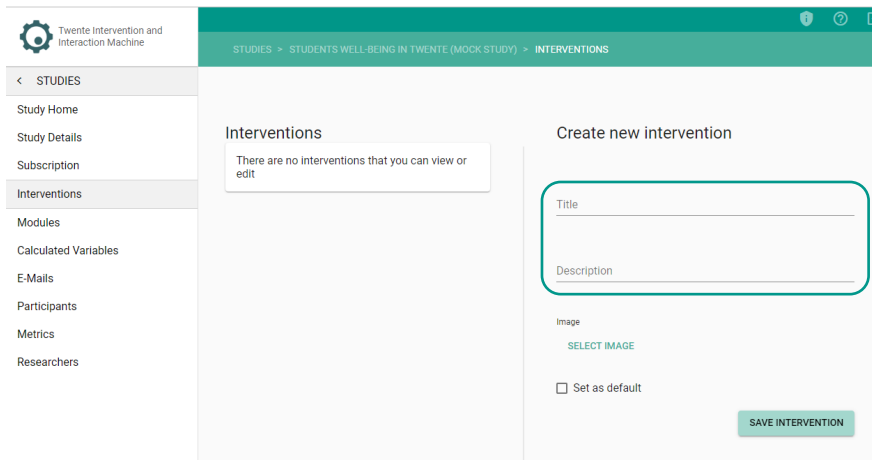 Twente Intervention and
Interaction Machine
STUDIES > STUDENTS WELL-BEING IN TWENTE (MOCK STUDY) > INTERVENTIONS
< STUDIES
Study Home
Study Details
Subscription
Interventions
Modules
Calculated Variables
E-Mails
Participants
Metrics
Researchers
Interventions
There are no interventions that you can view or
edit
Create new intervention
Title
Description
Image
SELECT IMAGE
Set as default
SAVE INTERVENTION